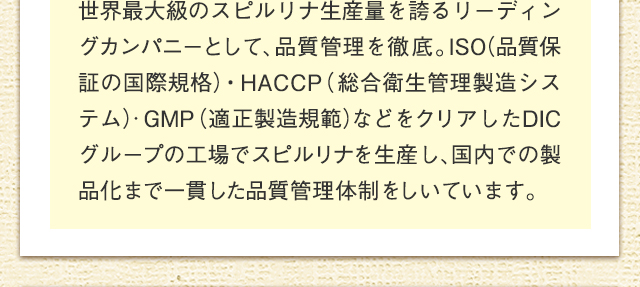 世界最大級のスピルリナ生産量を誇るリーディン
グカンパニーとして、品質管理を徹底。ISO(品質保
証の国際規格)・HACCP(総合衛生管理製造シス
テム)・GMP(適正製造規範)などをクリアしたDIC
グループの工場でスピルリナを生産し、国内での製
品化まで一貫した品質管理体制をしいています。